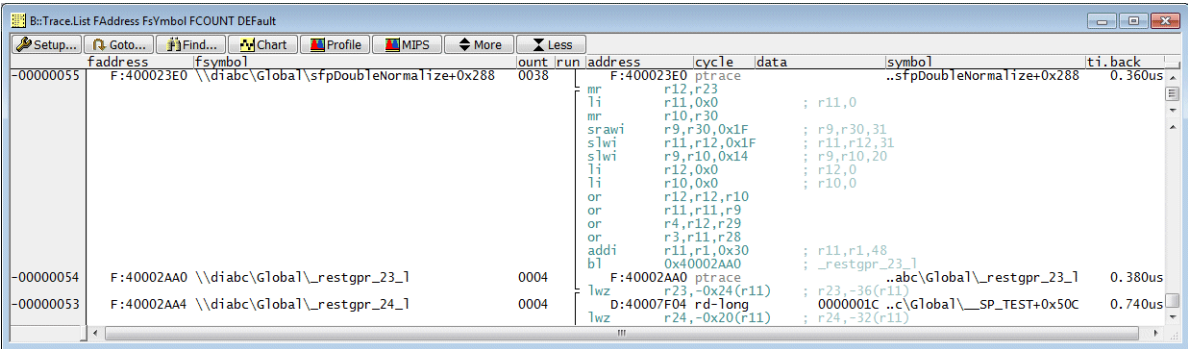 B::Trace.List FAddress FsYmbol FCOUNT DEFault
Setup... Goto... Find... Chart Profile MIPS More Less
faddress fsymbol ount run address cycle data symbol ti.back
-00000055 F:400023E0 \\diabc\Global\sfpDoubleNormalize+0x288 0038 F:400023E0 ptrace ..sfpDoubleNormalize+0x288 0.360us
mr r12,r23
li r11,0x0 ; r11,0
mr r10,r30
srawi r9,r30,0x1F ; r9,r30,31
slwi r11,r12,0x1F ; r11,r12,31
slwi r9,r10,0x14 ; r9,r10,20
li r12,0x0 ; r12,0
li r10,0x0 ; r10,0
or r12,r12,r10
or r11,r11,r9
or r4,r12,r29
or r3,r11,r28
addi r11,r1,0x30 ; r11,r1,48
bl 0x40002AA0 ; _restgpr_23_l
-00000054 F:40002AA0 \\diabc\Global\_restgpr_23_l 0004 F:40002AA0 ptrace ..abc\Global\_restgpr_23_l 0.380us
lwz r23,-0x24(r11) ; r23,-36(r11)
-00000053 F:40002AA4 \\diabc\Global\_restgpr_24_l 0004 D:40007F04 rd-long 0000001C ..c\Global\__SP_TEST+0x50C 0.740us
lwz r24,-0x20(r11) ; r24,-32(r11)